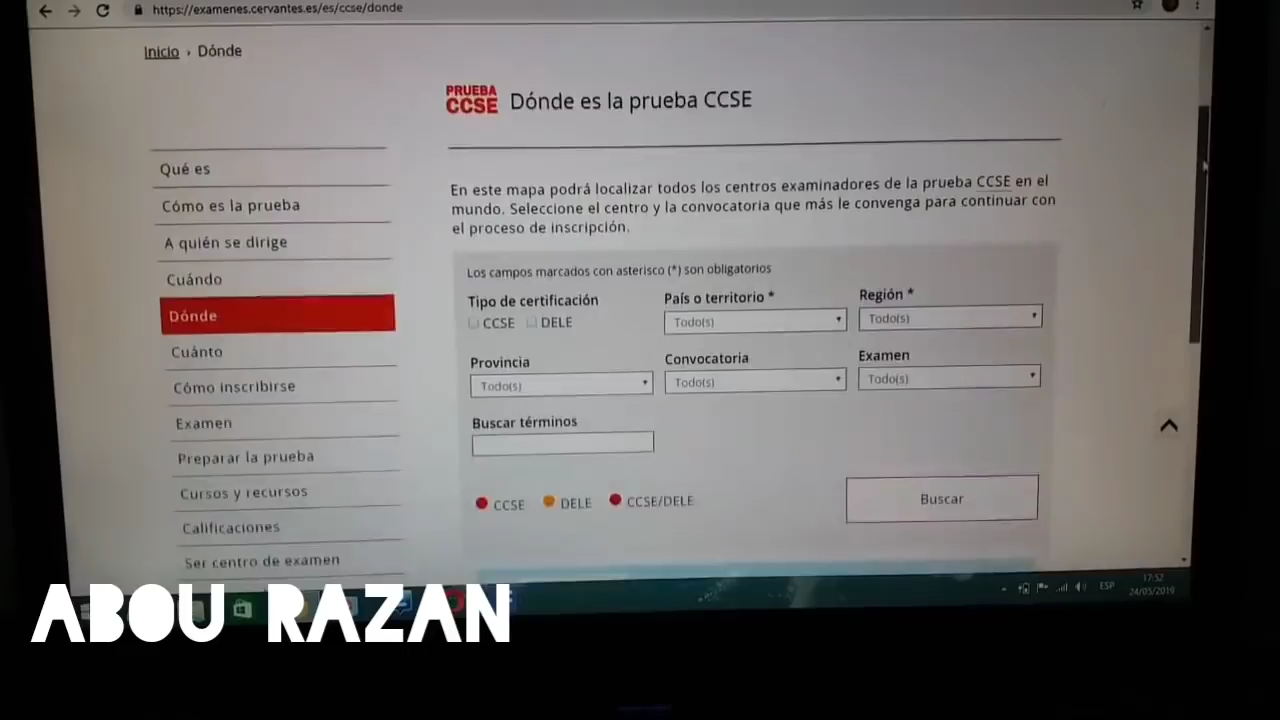 https://examenes.cervantes.es/es/ccse/donde
Inicio › Dónde
PRUEBA
CCSE
Dónde es la prueba CCSE
Qué es
Cómo es la prueba
A quién se dirige
Cuándo
Dónde
Cuánto
Cómo inscribirse
Examen
Preparar la prueba
Cursos y recursos
Calificaciones
Ser centro de examen
En este mapa podrá localizar todos los centros examinadores de la prueba CCSE en el
mundo. Seleccione el centro y la convocatoria que más le convenga para continuar con
el proceso de inscripción.
Los campos marcados con asterisco (*) son obligatorios
Tipo de certificación
CCSE DELE
País o territorio *
Todo(s)
Región *
Todo(s)
Provincia
Todo(s)
Convocatoria
Todo(s)
Examen
Todo(s)
Buscar términos
CCSE DELE CCSE/DELE
Buscar
ESP
17:52
24/05/2019
ABOU RAZAN